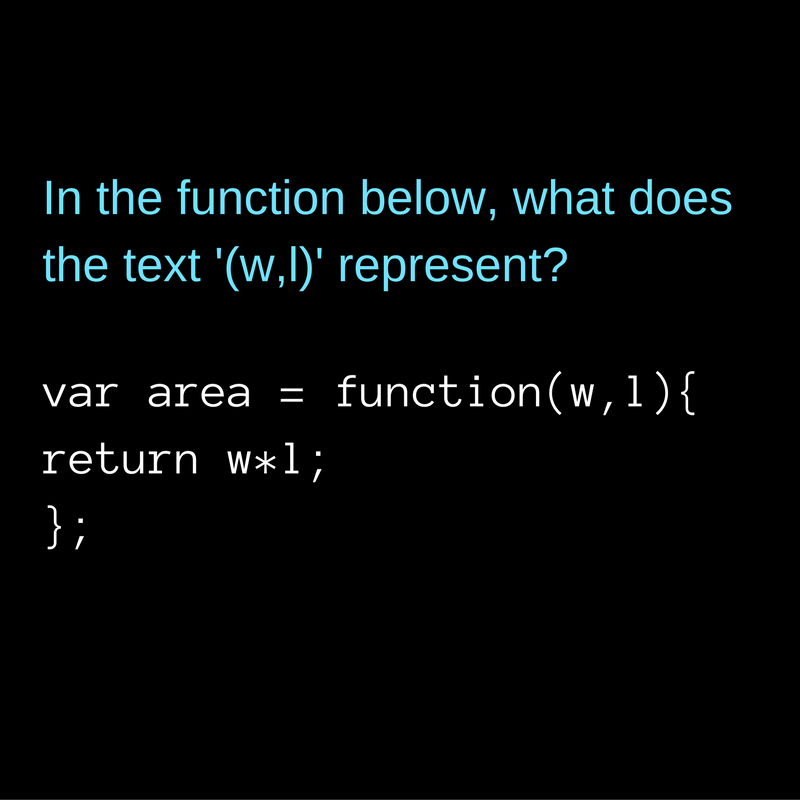 In the function below, what does
the text '(w,l)' represent?
var area = function(w,l){
return w*l;
};